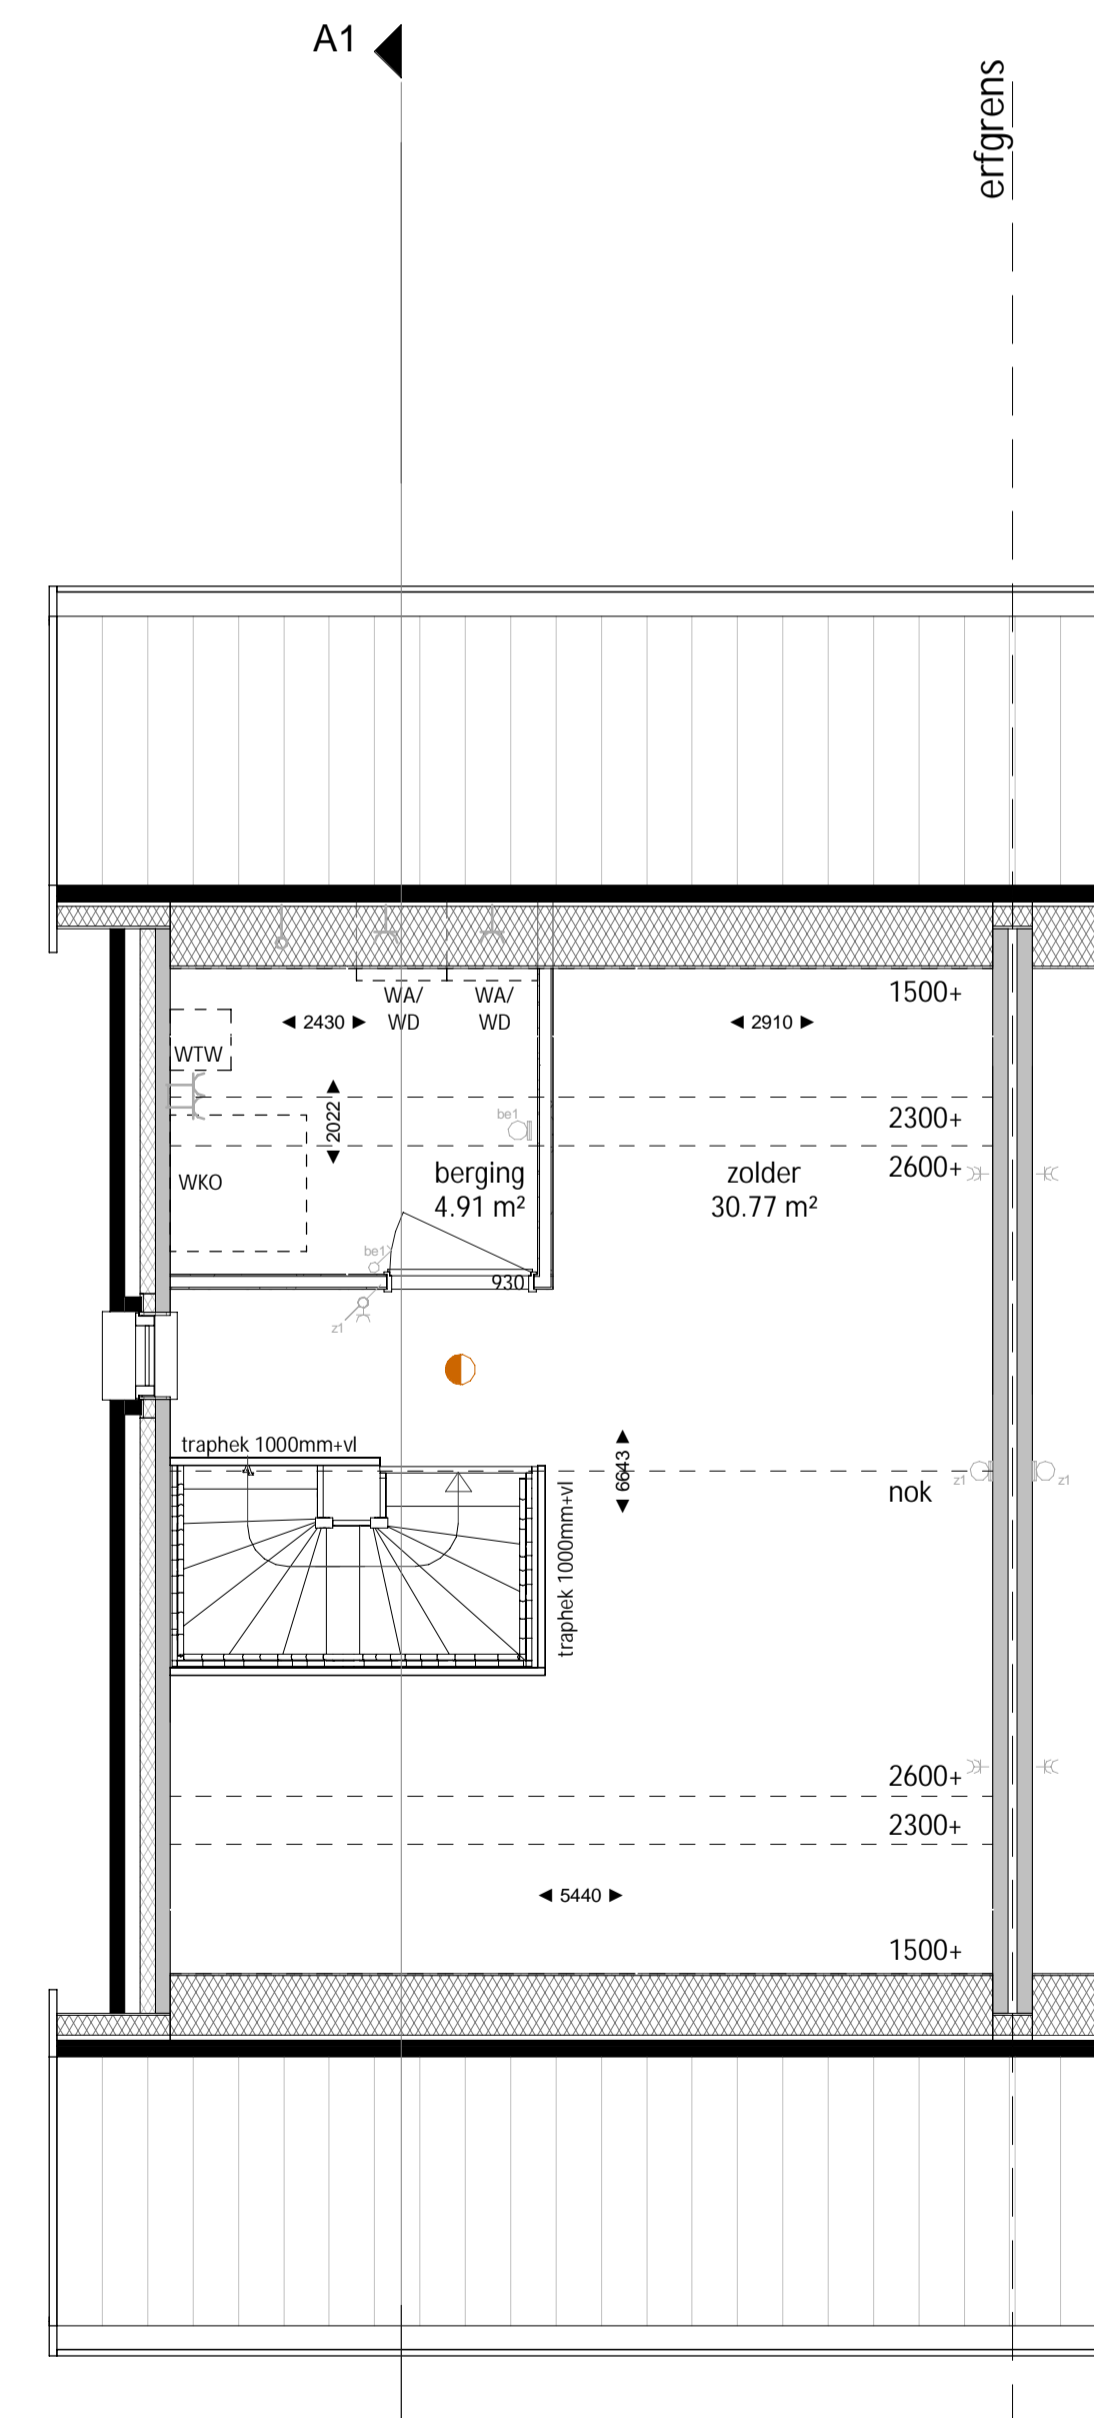 A1
erfgrens
1500+
WA/
WD
WA/
WD
2430
2910
WTW
2022
be1
2300+
2600+
WKO
berging
4.91 m²
zolder
30.77 m²
be1
930
z1
traphek 1000mm+vl
6643
z1
z1
nok
traphek 1000mm+vl
2600+
2300+
5440
1500+